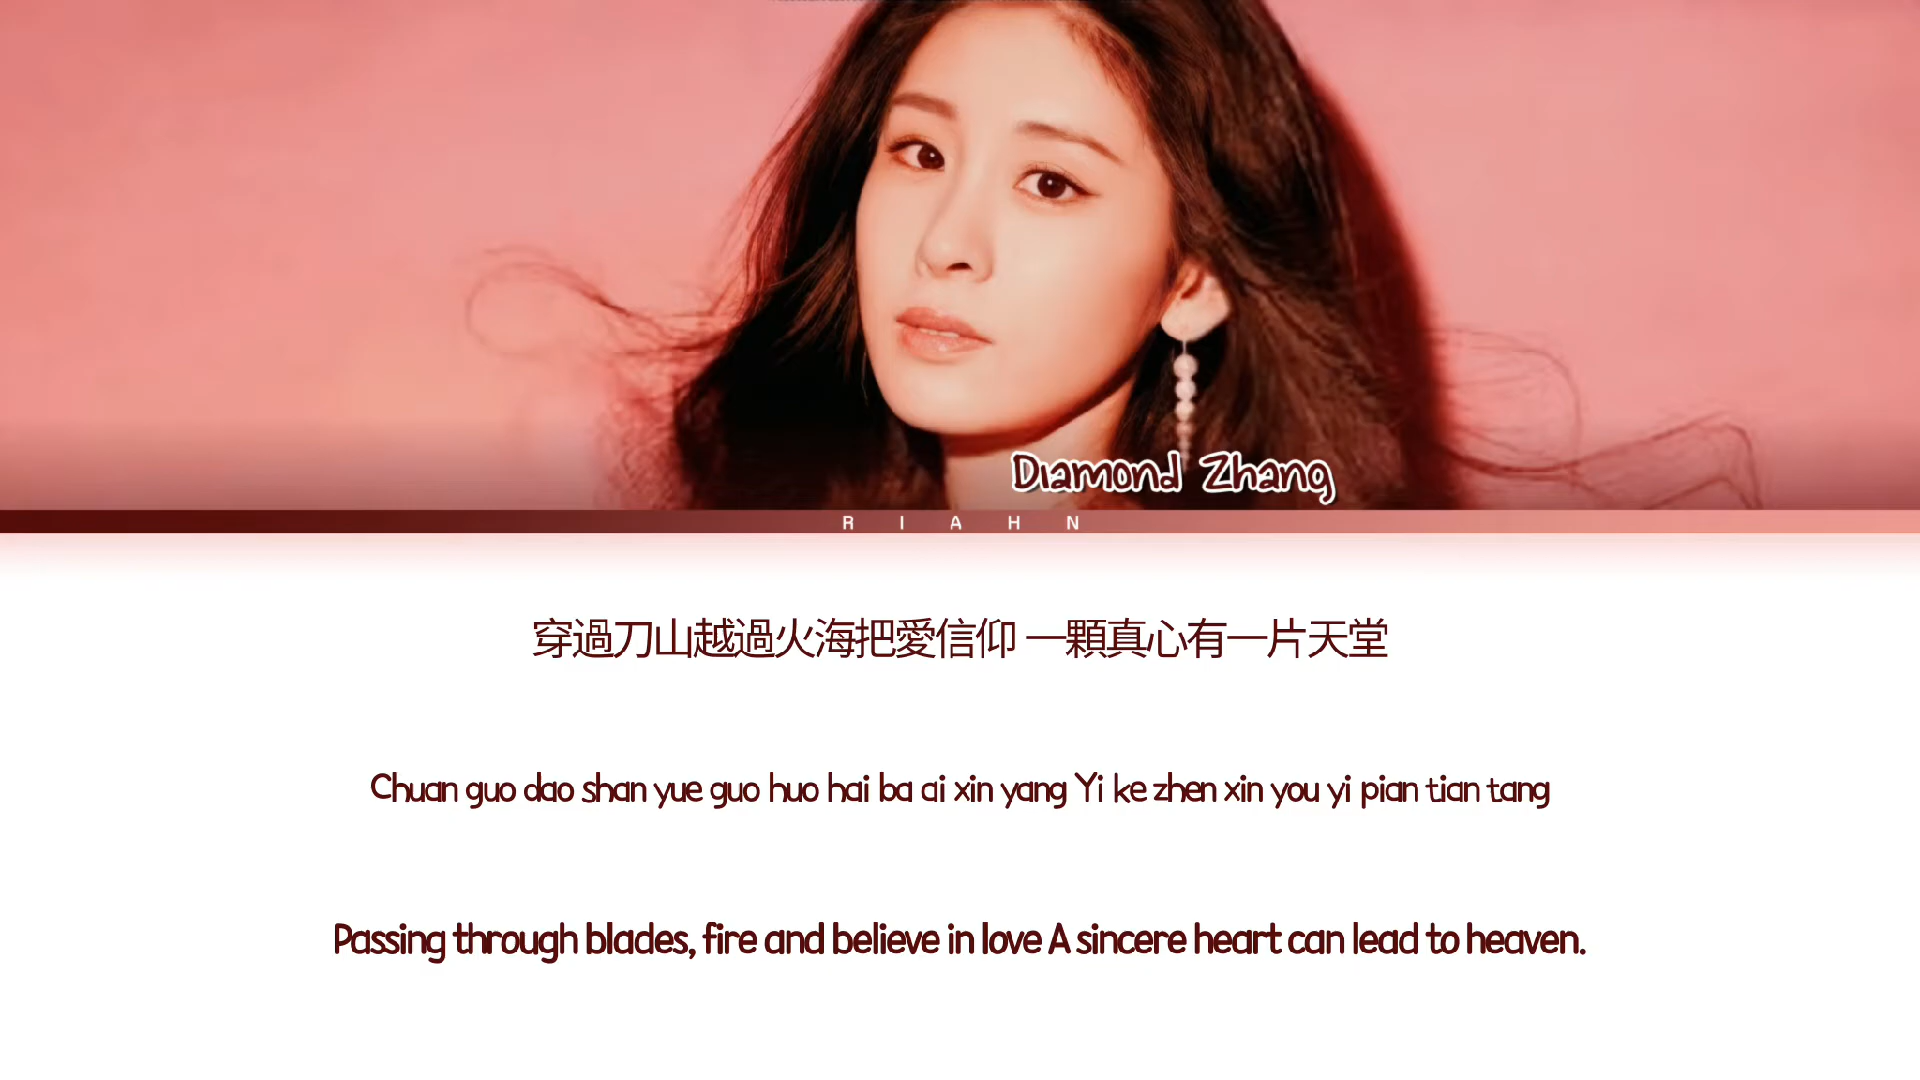 Diamond Zhang
RIAHN
穿過刀山越過火海把愛信仰 一顆真心有一片天堂
Chuan guo dao shan yue guo huo hai ba ai xin yang Yi ke zhen xin you yi pian tian tang
Passing through blades, fire and believe in love A sincere heart can lead to heaven.